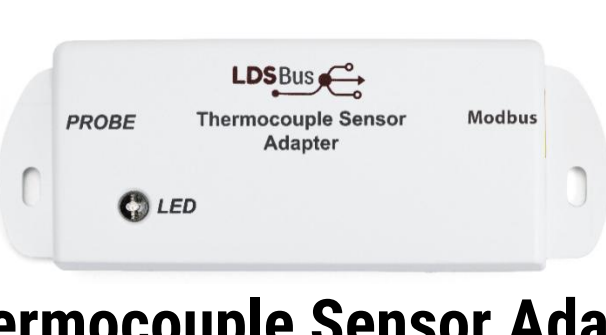 LDSBus
PROBE
Thermocouple Sensor
Adapter
Modbus
LED
ermocouple Sensor Ada